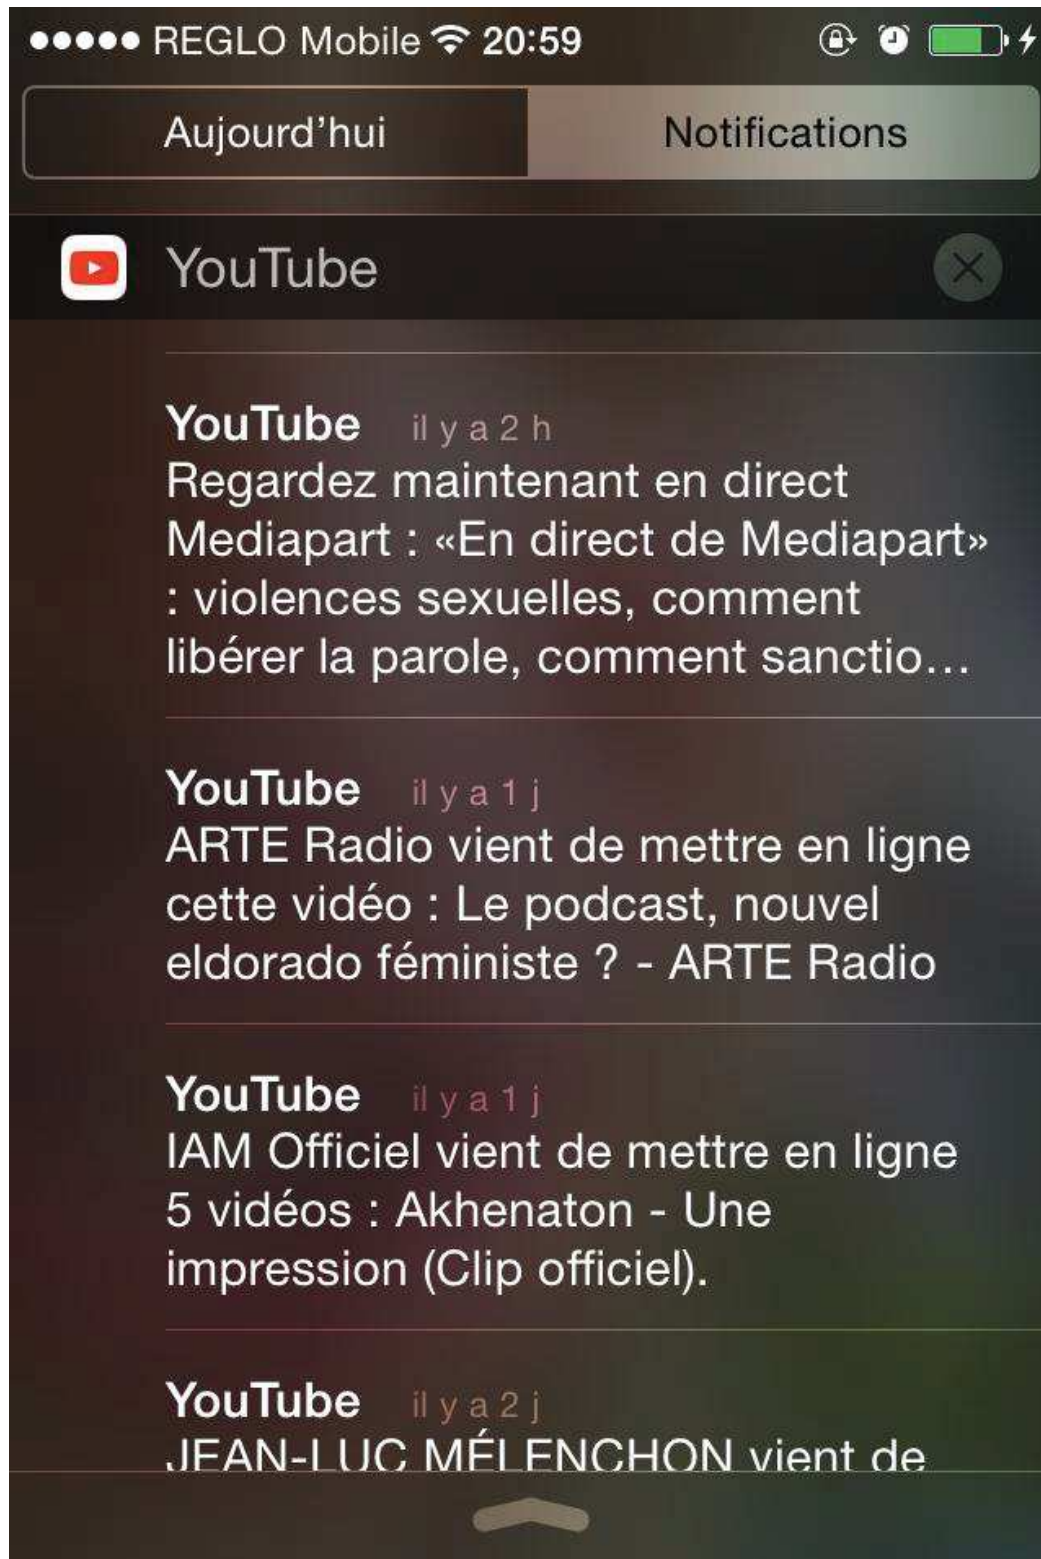 REGLO Mobile 20:59
Aujourd’hui Notifications
YouTube
YouTube il y a 2 h
Regardez maintenant en direct
Mediapart : «En direct de Mediapart»
: violences sexuelles, comment
libérer la parole, comment sanctio…
YouTube il y a 1 j
ARTE Radio vient de mettre en ligne
cette vidéo : Le podcast, nouvel
eldorado féministe ? - ARTE Radio
YouTube il y a 1 j
IAM Officiel vient de mettre en ligne
5 vidéos : Akhenaton - Une
impression (Clip officiel).
YouTube il y a 2 j
JEAN-LUC MÉLENCHON vient de